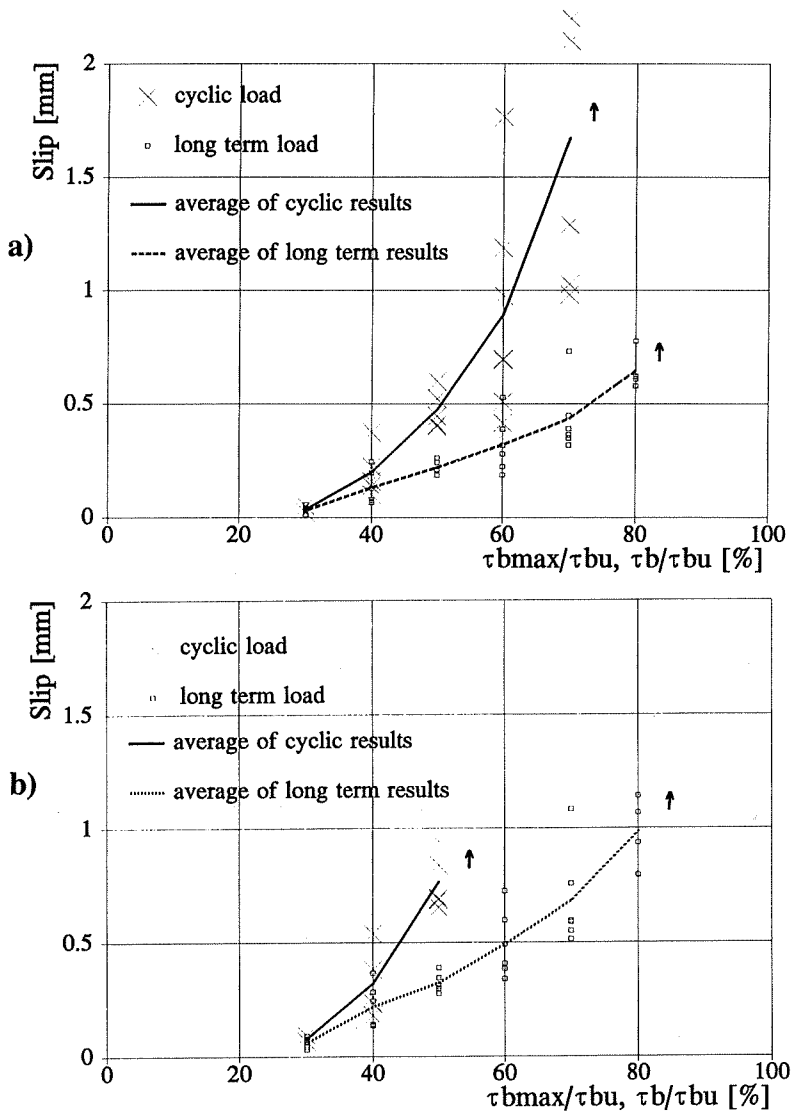 a)
Slip [mm]
2
1.5
1
0.5
0
cyclic load
long term load
average of cyclic results
average of long term results
0 20 40 60 80 100
τbmax/τbu, τb/τbu [%]
b)
Slip [mm]
2
1.5
1
0.5
0
cyclic load
long term load
average of cyclic results
average of long term results
0 20 40 60 80 100
τbmax/τbu, τb/τbu [%]